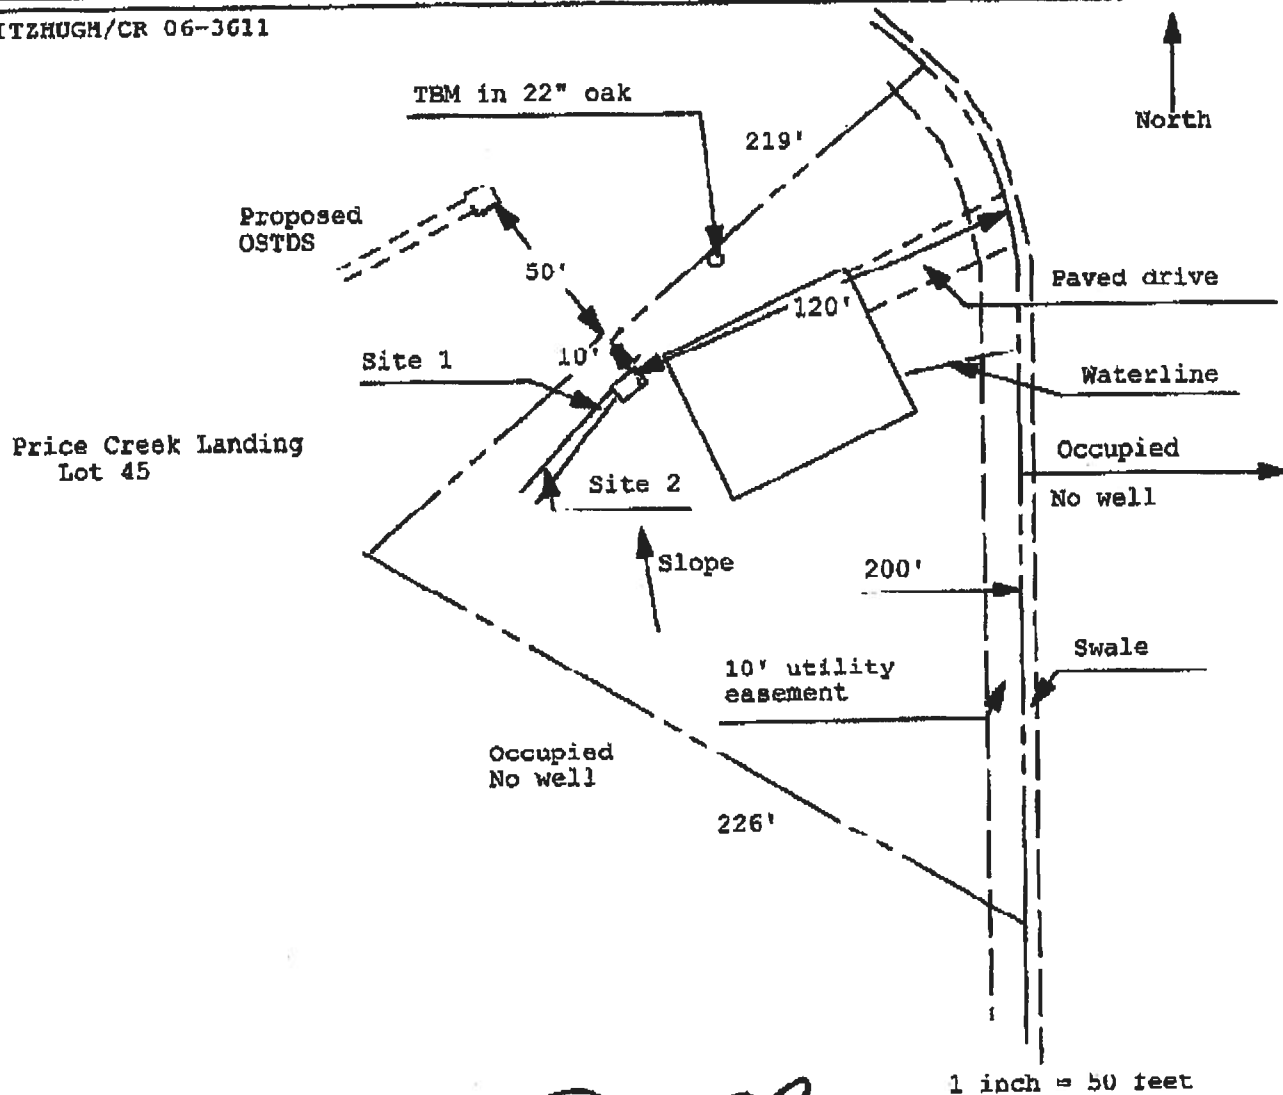 ITZHUGH/CR 06-3611
TBM in 22" oak
219'
North
Proposed
OSTDS
50'
Paved drive
120'
10'
Site 1
Waterline
Price Creek Landing
Lot 45
Occupied
No well
Site 2
Slope
200'
10' utility
easement
Swale
Occupied
No well
226'
1 inch = 50 feet